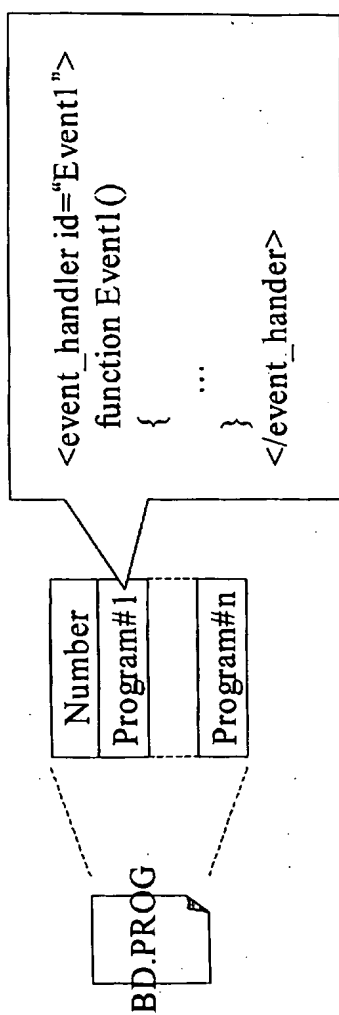 BD.PROG
Number
Program#1
Program#n
<event_handler id=“Event1”>
function Event1()
{
...
}
</event_hander>